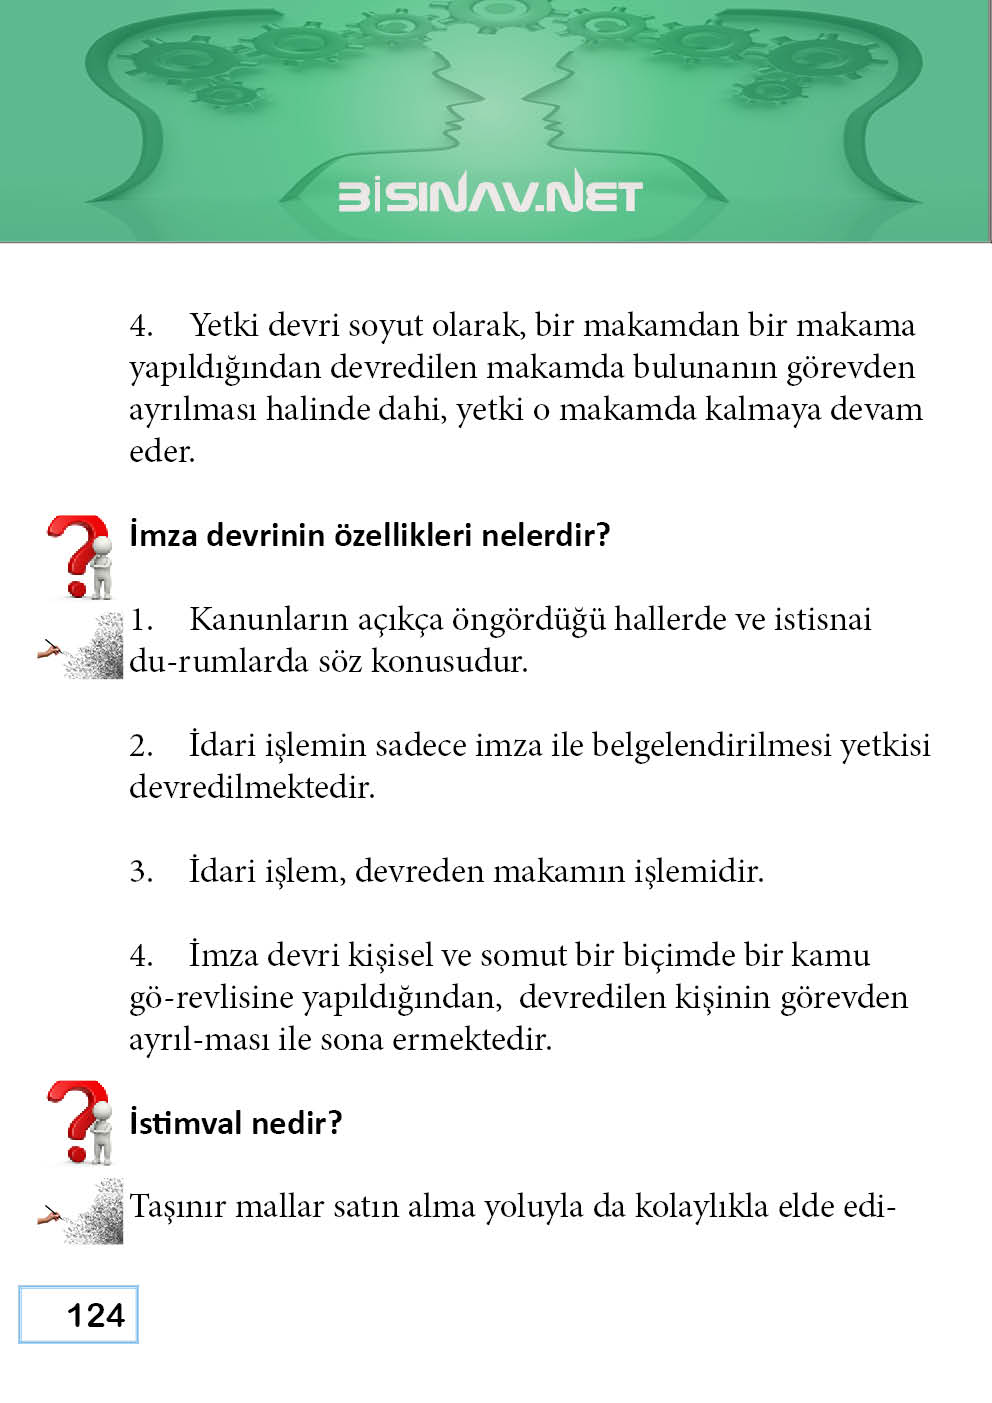 BİSINAV.NET
4. Yetki devri soyut olarak, bir makamdan bir makama
yapıldığından devredilen makamda bulunanın görevden
ayrılması halinde dahi, yetki o makamda kalmaya devam
eder.
İmza devrinin özellikleri nelerdir?
1. Kanunların açıkça öngördüğü hallerde ve istisnai
du-rumlarda söz konusudur.
2. İdari işlemin sadece imza ile belgelendirilmesi yetkisi
devredilmektedir.
3. İdari işlem, devreden makamın işlemidir.
4. İmza devri kişisel ve somut bir biçimde bir kamu
gö-revlisine yapıldığından, devredilen kişinin görevden
ayrıl-ması ile sona ermektedir.
İstimval nedir?
Taşınır mallar satın alma yoluyla da kolaylıkla elde edi-
124